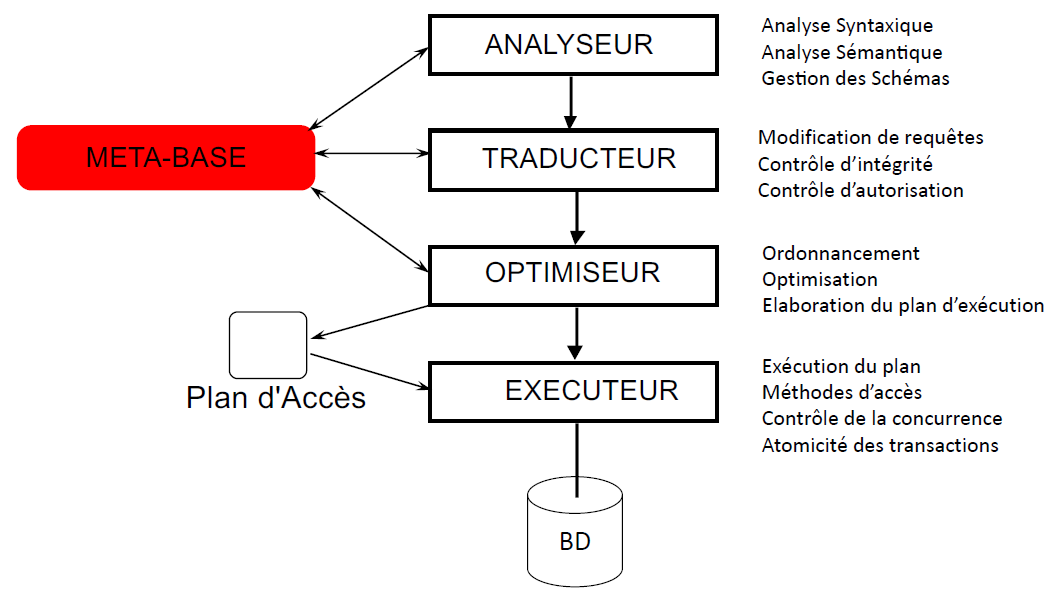 ANALYSEUR
Analyse Syntaxique
Analyse Sémantique
Gestion des Schémas
META-BASE
TRADUCTEUR
Modification de requêtes
Contrôle d’intégrité
Contrôle d’autorisation
OPTIMISEUR
Ordonnancement
Optimisation
Elaboration du plan d’exécution
Plan d'Accès
EXECUTEUR
Exécution du plan
Méthodes d’accès
Contrôle de la concurrence
Atomicité des transactions
BD